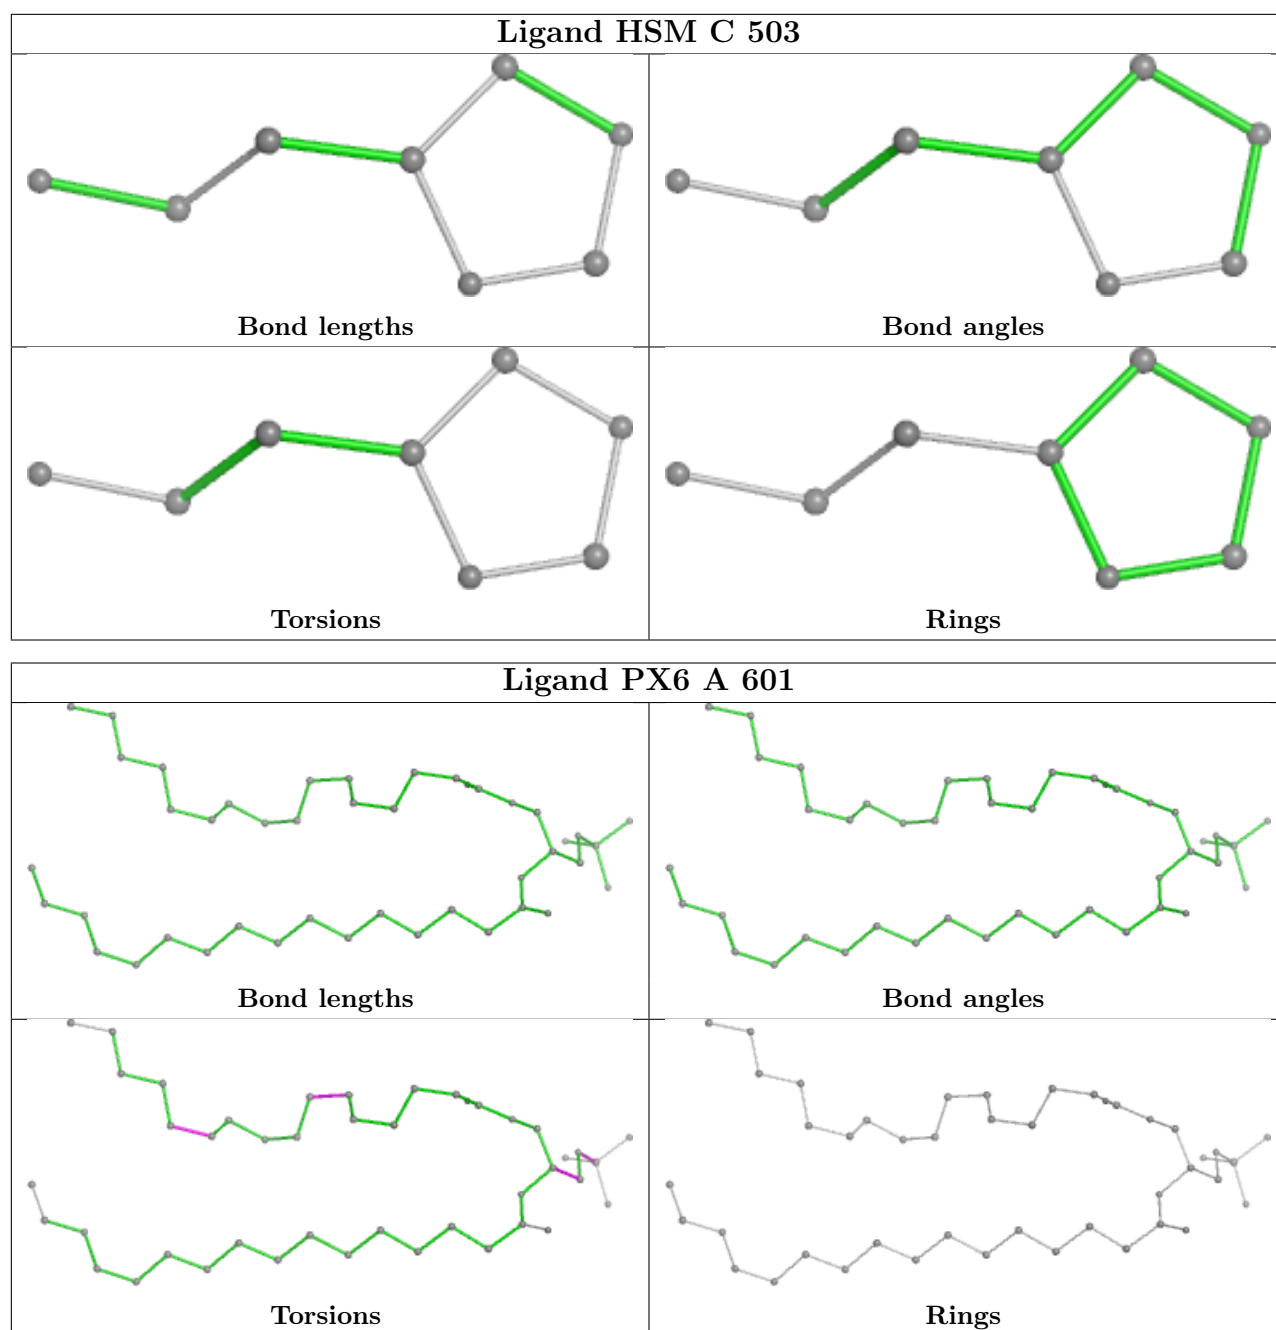 Ligand HSM C 503
Bond lengths
Bond angles
Torsions
Rings
Ligand PX6 A 601
Bond lengths
Bond angles
Torsions
Rings